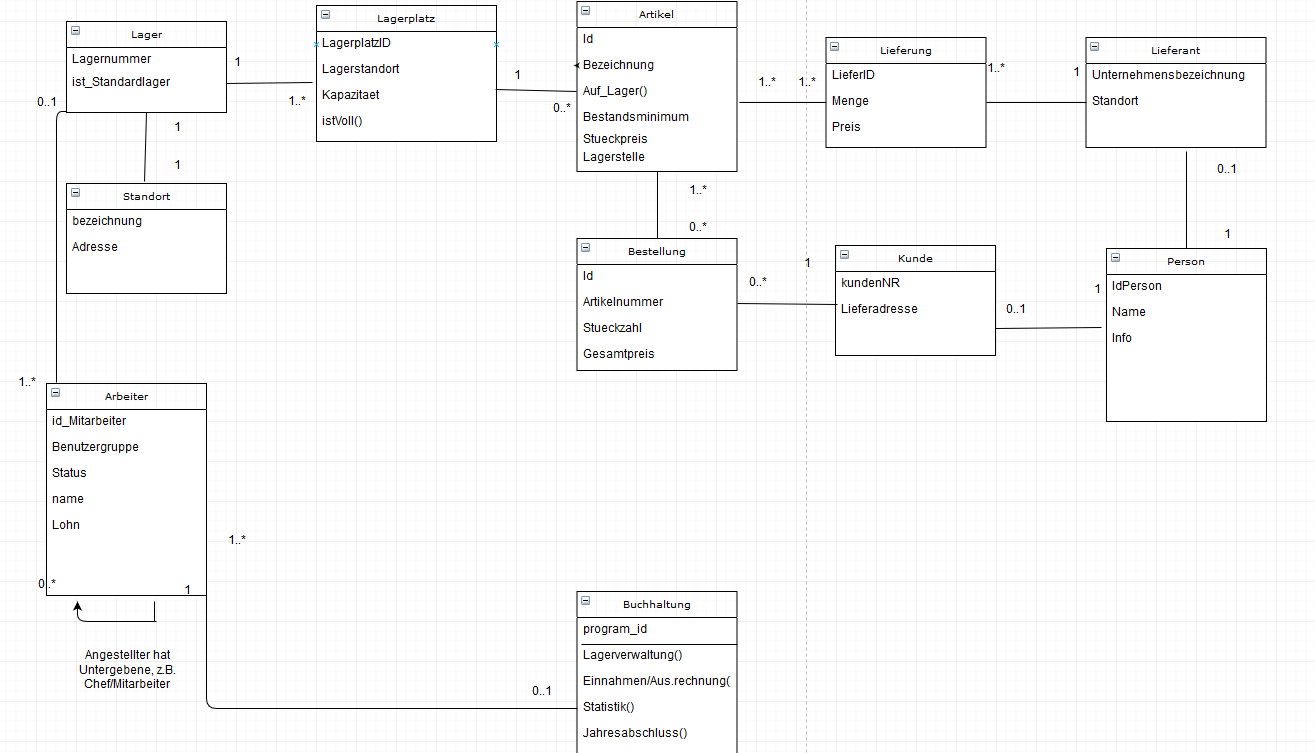 Lager
Lagernummer
ist_Standardlager
1
1..*
0..1
1
1
Standort
bezeichnung
Adresse
Lagerplatz
LagerplatzID
Lagerstandort
Kapazitaet
istVoll()
1
0..*
Artikel
Id
Bezeichnung
Auf_Lager()
Bestandsminimum
Stueckpreis
Lagerstelle
1..*
1..*
Lieferung
LieferID
Menge
Preis
1..*
1
Lieferant
Unternehmensbezeichnung
Standort
0..1
1
1..*
0..*
Bestellung
Id
Artikelnummer
Stueckzahl
Gesamtpreis
0..*
1
Kunde
kundenNR
Lieferadresse
0..1
1
Person
IdPerson
Name
Info
1..*
Arbeiter
id_Mitarbeiter
Benutzergruppe
Status
name
Lohn
0..*
1
1..*
Angestellter hat
Untergebene, z.B.
Chef/Mitarbeiter
0..1
Buchhaltung
program_id
Lagerverwaltung()
Einnahmen/Aus.rechnung(
Statistik()
Jahresabschluss()